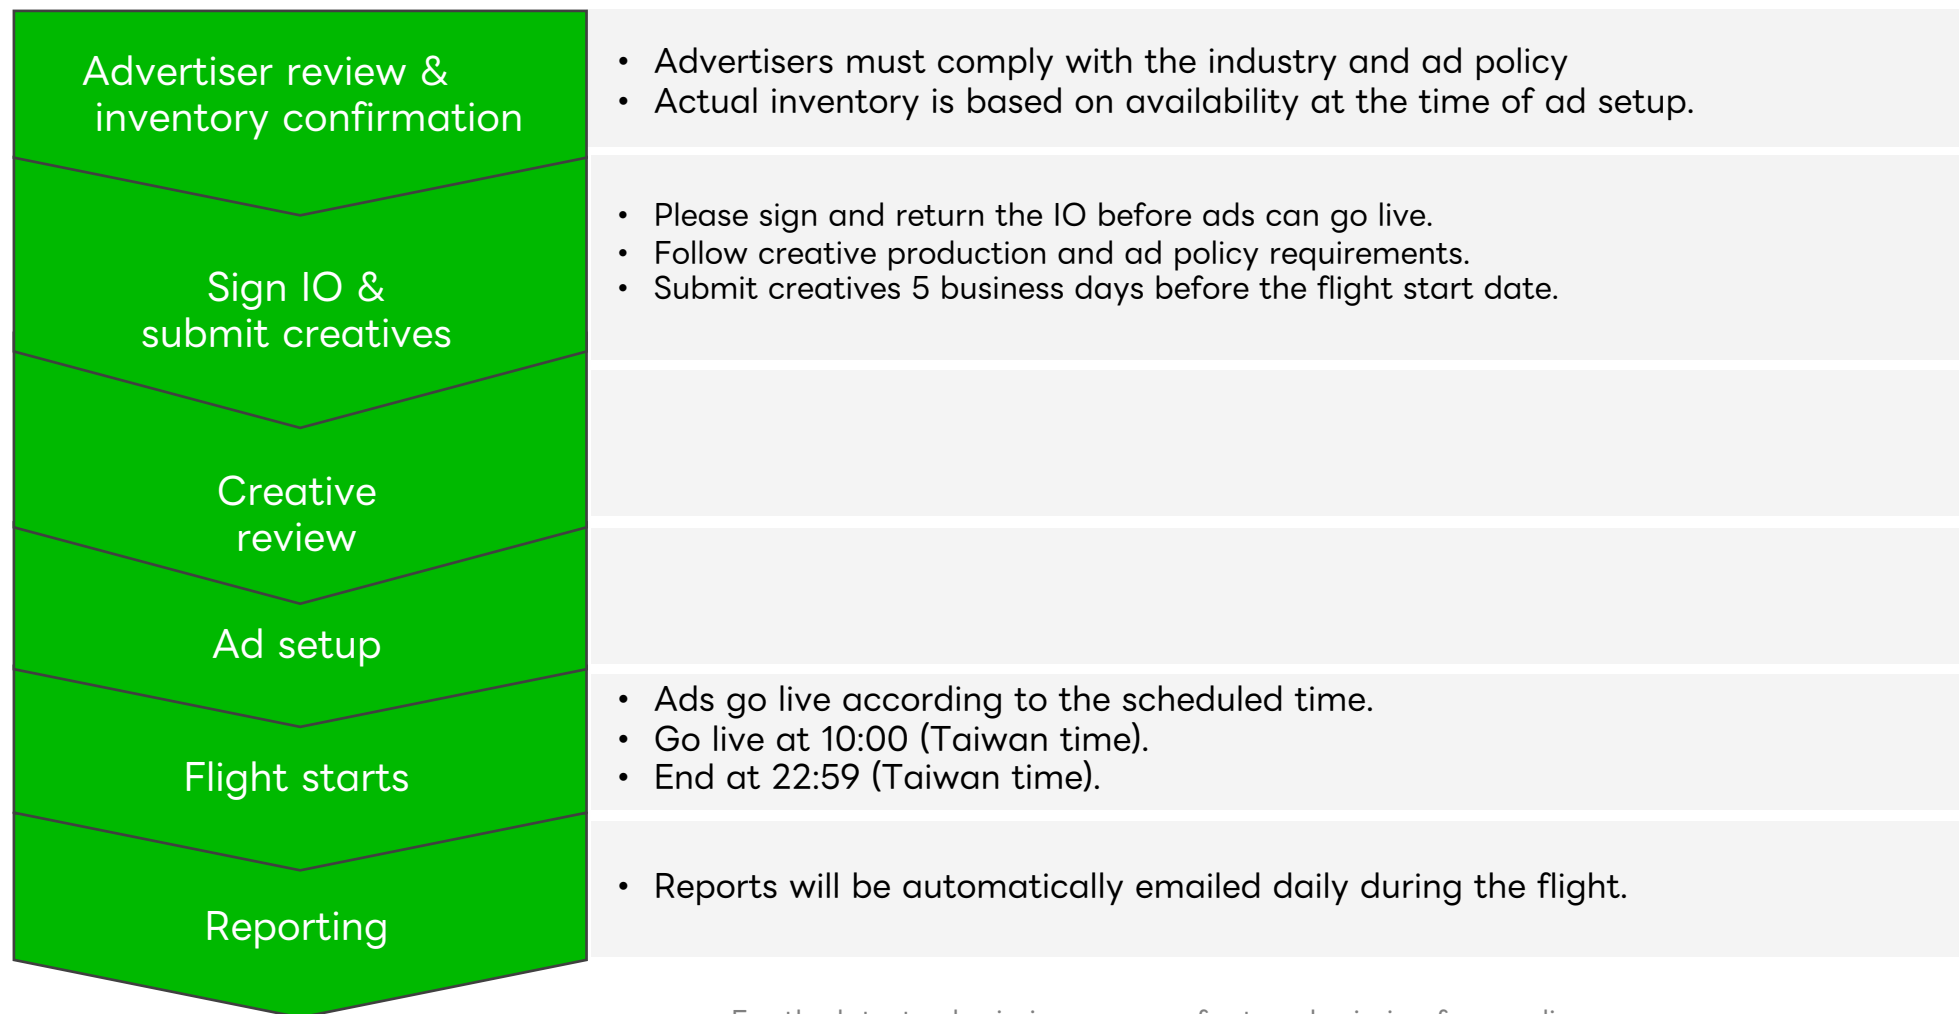 Advertiser review &
inventory confirmation
• Advertisers must comply with the industry and ad policy
• Actual inventory is based on availability at the time of ad setup.
Sign IO &
submit creatives
• Please sign and return the IO before ads can go live.
• Follow creative production and ad policy requirements.
• Submit creatives 5 business days before the flight start date.
Creative
review
Ad setup
Flight starts
• Ads go live according to the scheduled time.
• Go live at 10:00 (Taiwan time).
• End at 22:59 (Taiwan time).
Reporting
• Reports will be automatically emailed daily during the flight.